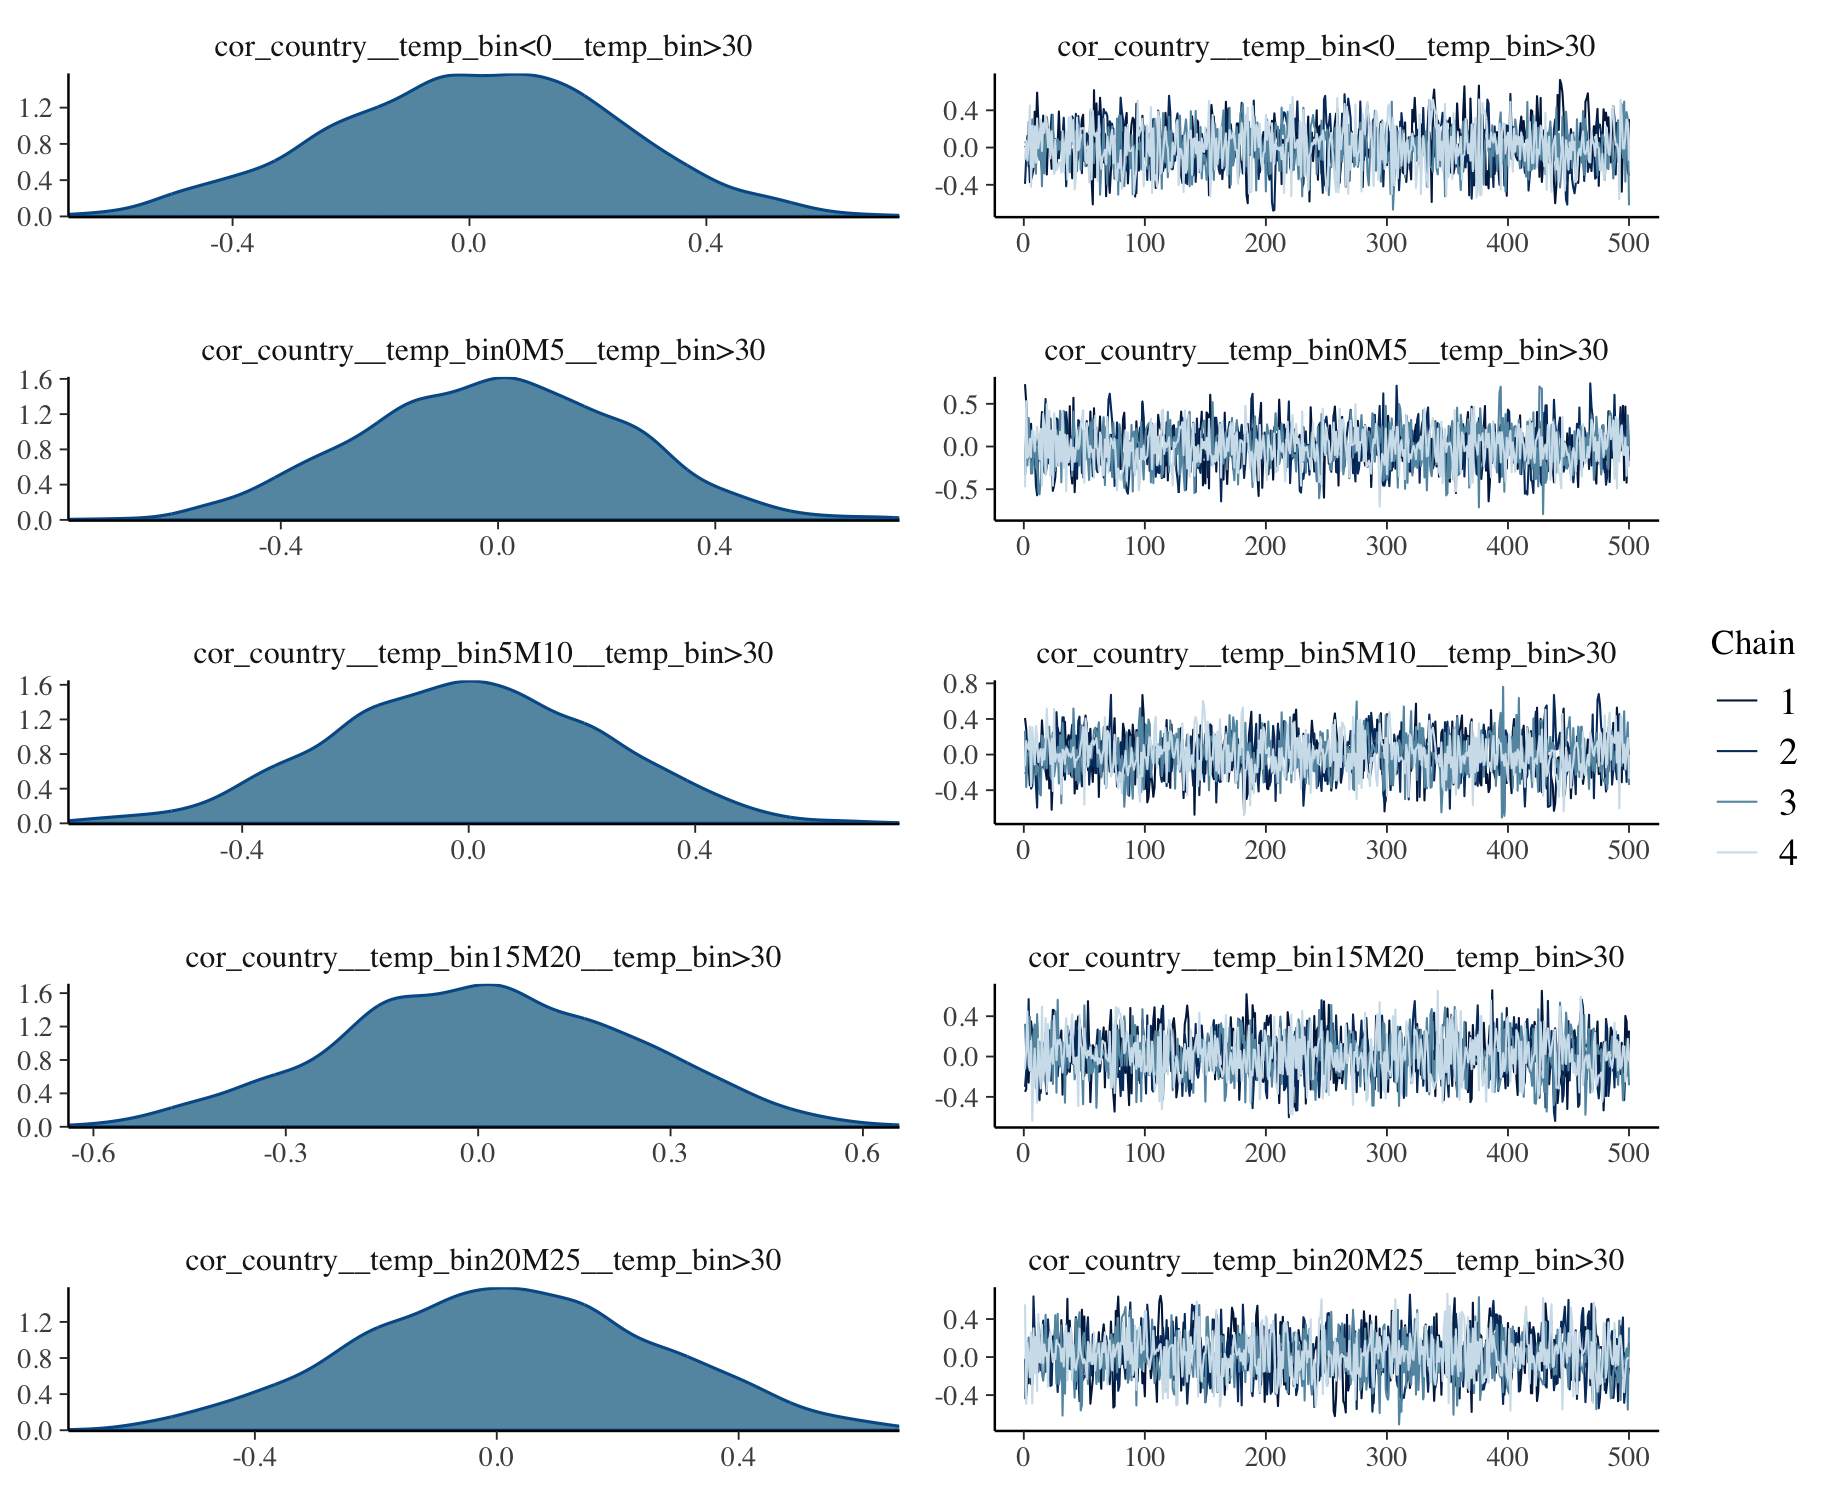 cor_country__temp_bin<0__temp_bin>30
1.2
0.8
0.4
0.0
-0.4 0.0 0.4
cor_country__temp_bin<0__temp_bin>30
0.4
0.0
-0.4
0 100 200 300 400 500
cor_country__temp_bin0M5__temp_bin>30
1.6
1.2
0.8
0.4
0.0
-0.4 0.0 0.4
cor_country__temp_bin0M5__temp_bin>30
0.5
0.0
-0.5
0 100 200 300 400 500
cor_country__temp_bin5M10__temp_bin>30
1.6
1.2
0.8
0.4
0.0
-0.4 0.0 0.4
cor_country__temp_bin5M10__temp_bin>30
0.8
0.4
0.0
-0.4
0 100 200 300 400 500
cor_country__temp_bin15M20__temp_bin>30
1.6
1.2
0.8
0.4
0.0
-0.6 -0.3 0.0 0.3 0.6
cor_country__temp_bin15M20__temp_bin>30
0.4
0.0
-0.4
0 100 200 300 400 500
cor_country__temp_bin20M25__temp_bin>30
1.2
0.8
0.4
0.0
-0.4 0.0 0.4
cor_country__temp_bin20M25__temp_bin>30
0.4
0.0
-0.4
0 100 200 300 400 500
Chain
1
2
3
4